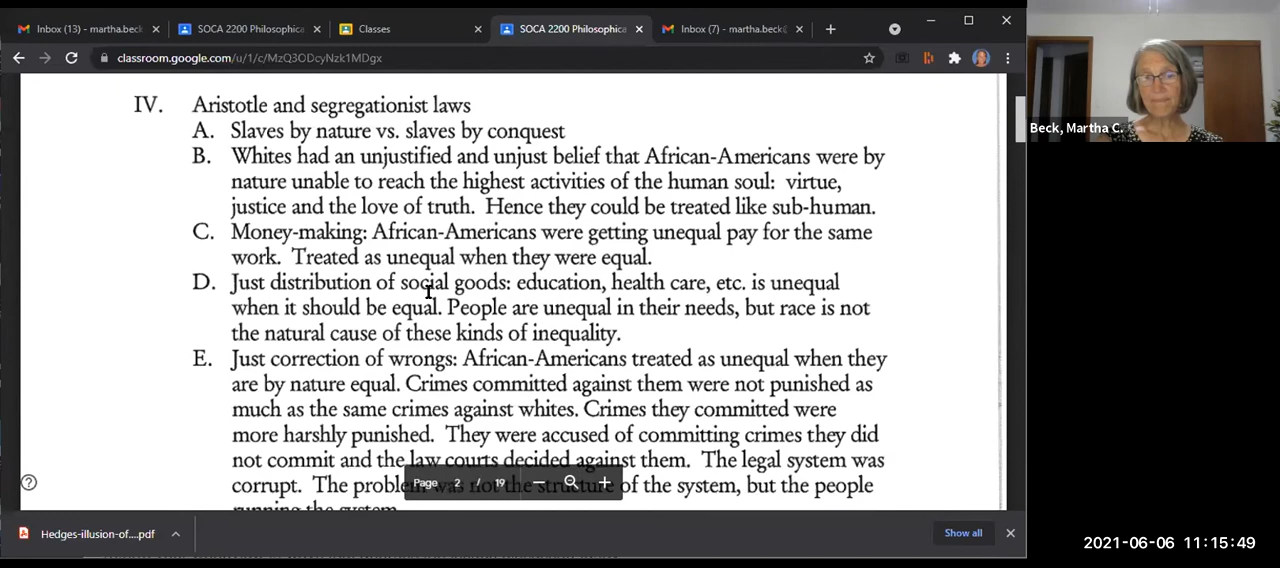 Inbox (13) - martha.beck
SOCA 2200 Philosophica
Classes
SOCA 2200 Philosophica
Inbox (7) - martha.beck@
classroom.google.com/u/1/c/MzQ3ODcyNzk1MDgx
IV. Aristotle and segregationist laws
A. Slaves by nature vs. slaves by conquest
B. Whites had an unjustified and unjust belief that African-Americans were by
nature unable to reach the highest activities of the human soul: virtue,
justice and the love of truth. Hence they could be treated like sub-human.
C. Money-making: African-Americans were getting unequal pay for the same
work. Treated as unequal when they were equal.
D. Just distribution of social goods: education, health care, etc. is unequal
when it should be equal. People are unequal in their needs, but race is not
the natural cause of these kinds of inequality.
E. Just correction of wrongs: African-Americans treated as unequal when they
are by nature equal. Crimes committed against them were not punished as
much as the same crimes against whites. Crimes they committed were
more harshly punished. They were accused of committing crimes they did
not commit and the law courts decided against them. The legal system was
corrupt. The problem was not the structure of the system, but the people
running the system.
Page 2 / 19
Hedges-illusion-of....pdf
Show all
Beck, Martha C.
2021-06-06 11:15:49